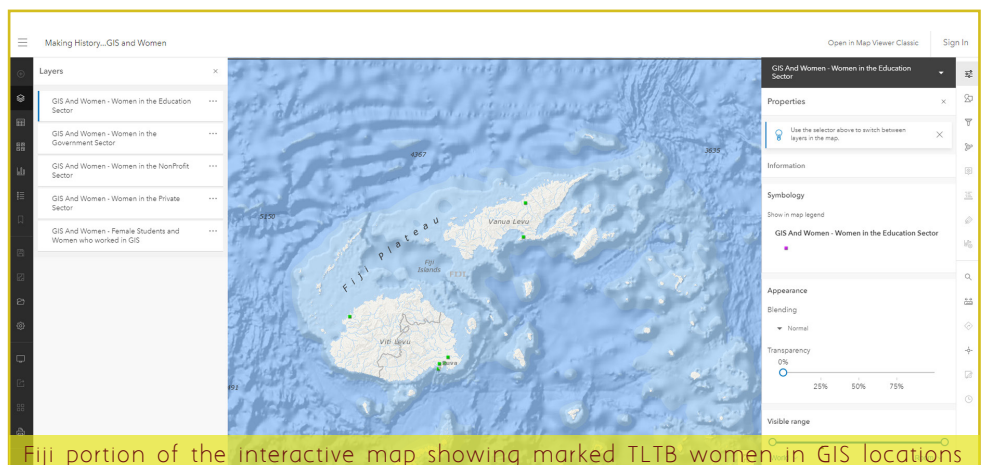 Making History...GIS and Women
Open in Map Viewer Classic
Sign In
Layers
GIS And Women - Women in the Education
Sector
GIS And Women - Women in the
Government Sector
GIS And Women - Women in the NonProfit
Sector
GIS And Women - Women in the Private
Sector
GIS And Women - Female Students and
Women who worked in GIS
4267
3635
5150
Vanua Levu
Fiji Plateau
Fiji
Islands
FIJI
Viti Levu
Suva
GIS And Women - Women in the Education
Sector
Properties
Use the selector above to switch between
layers in the map.
Information
Symbology
Show in map legend
GIS And Women - Women in the Education Sector
Appearance
Blending
Normal
Transparency
0%
25% 50% 75%
Visible range
Fiji portion of the interactive map showing marked TLTB women in GIS locations